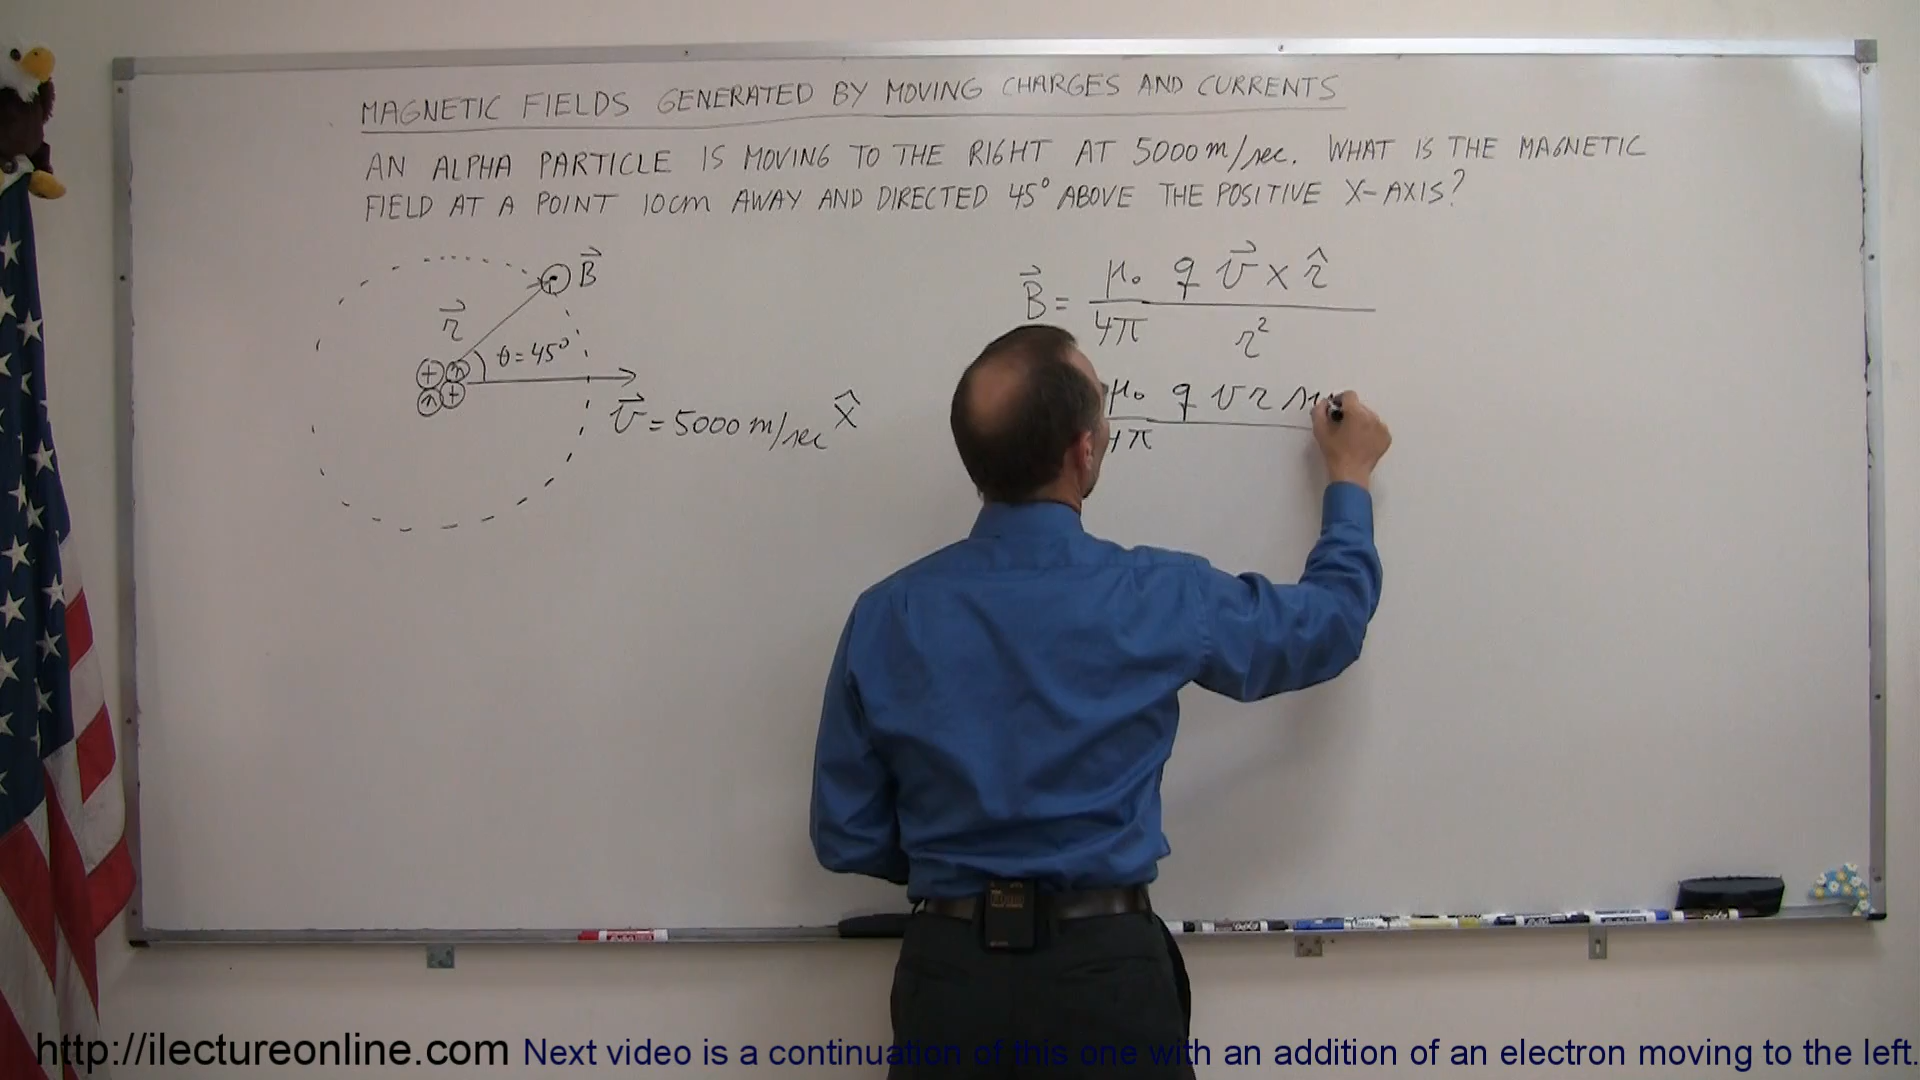 MAGNETIC FIELDS GENERATED BY MOVING CHARGES AND CURRENTS
AN ALPHA PARTICLE IS MOVING TO THE RIGHT AT 5000 m/sec. WHAT IS THE MAGNETIC
FIELD AT A POINT 10cm AWAY AND DIRECTED 45° ABOVE THE POSITIVE X-AXIS?
B⃗
r⃗
θ = 45°
+
+
v⃗ = 5000 m/sec x̂
B⃗ = μ₀ q v⃗ × r̂
4π r²
μ₀ q v r sin
4π
http://ilectureonline.com Next video is a continuation of this one with an addition of an electron moving to the left.